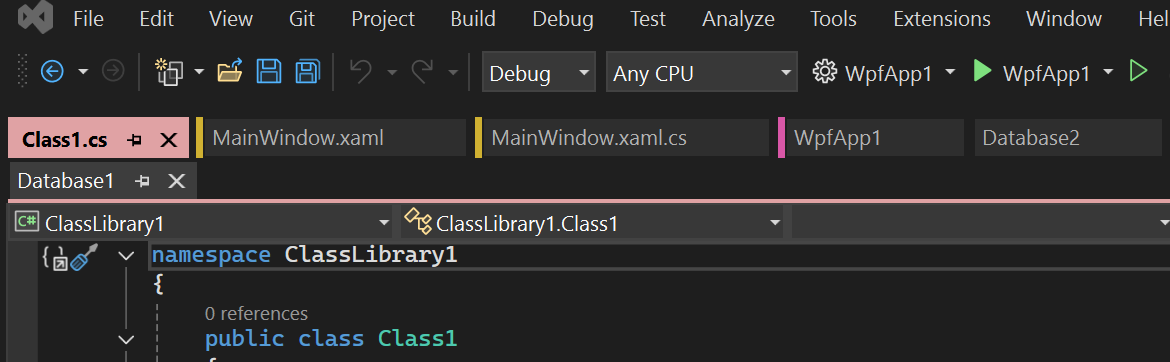 File Edit View Git Project Build Debug Test Analyze Tools Extensions Window Hel
Debug Any CPU WpfApp1 WpfApp1
Class1.cs MainWindow.xaml MainWindow.xaml.cs WpfApp1 Database2
Database1
C# ClassLibrary1 ClassLibrary1.Class1
namespace ClassLibrary1
{
0 references
public class Class1
{